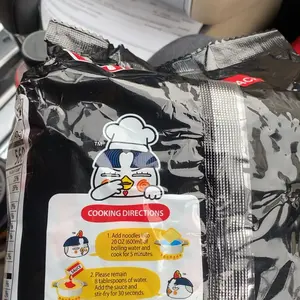 COOKING DIRECTIONS
1. Add noodles into
20 OZ (600ml) of
boiling water and
cook for 5 minutes.
2. Please remain
8 tablespoons of water.
Add the sauce and
stir-fry for 30 seconds.